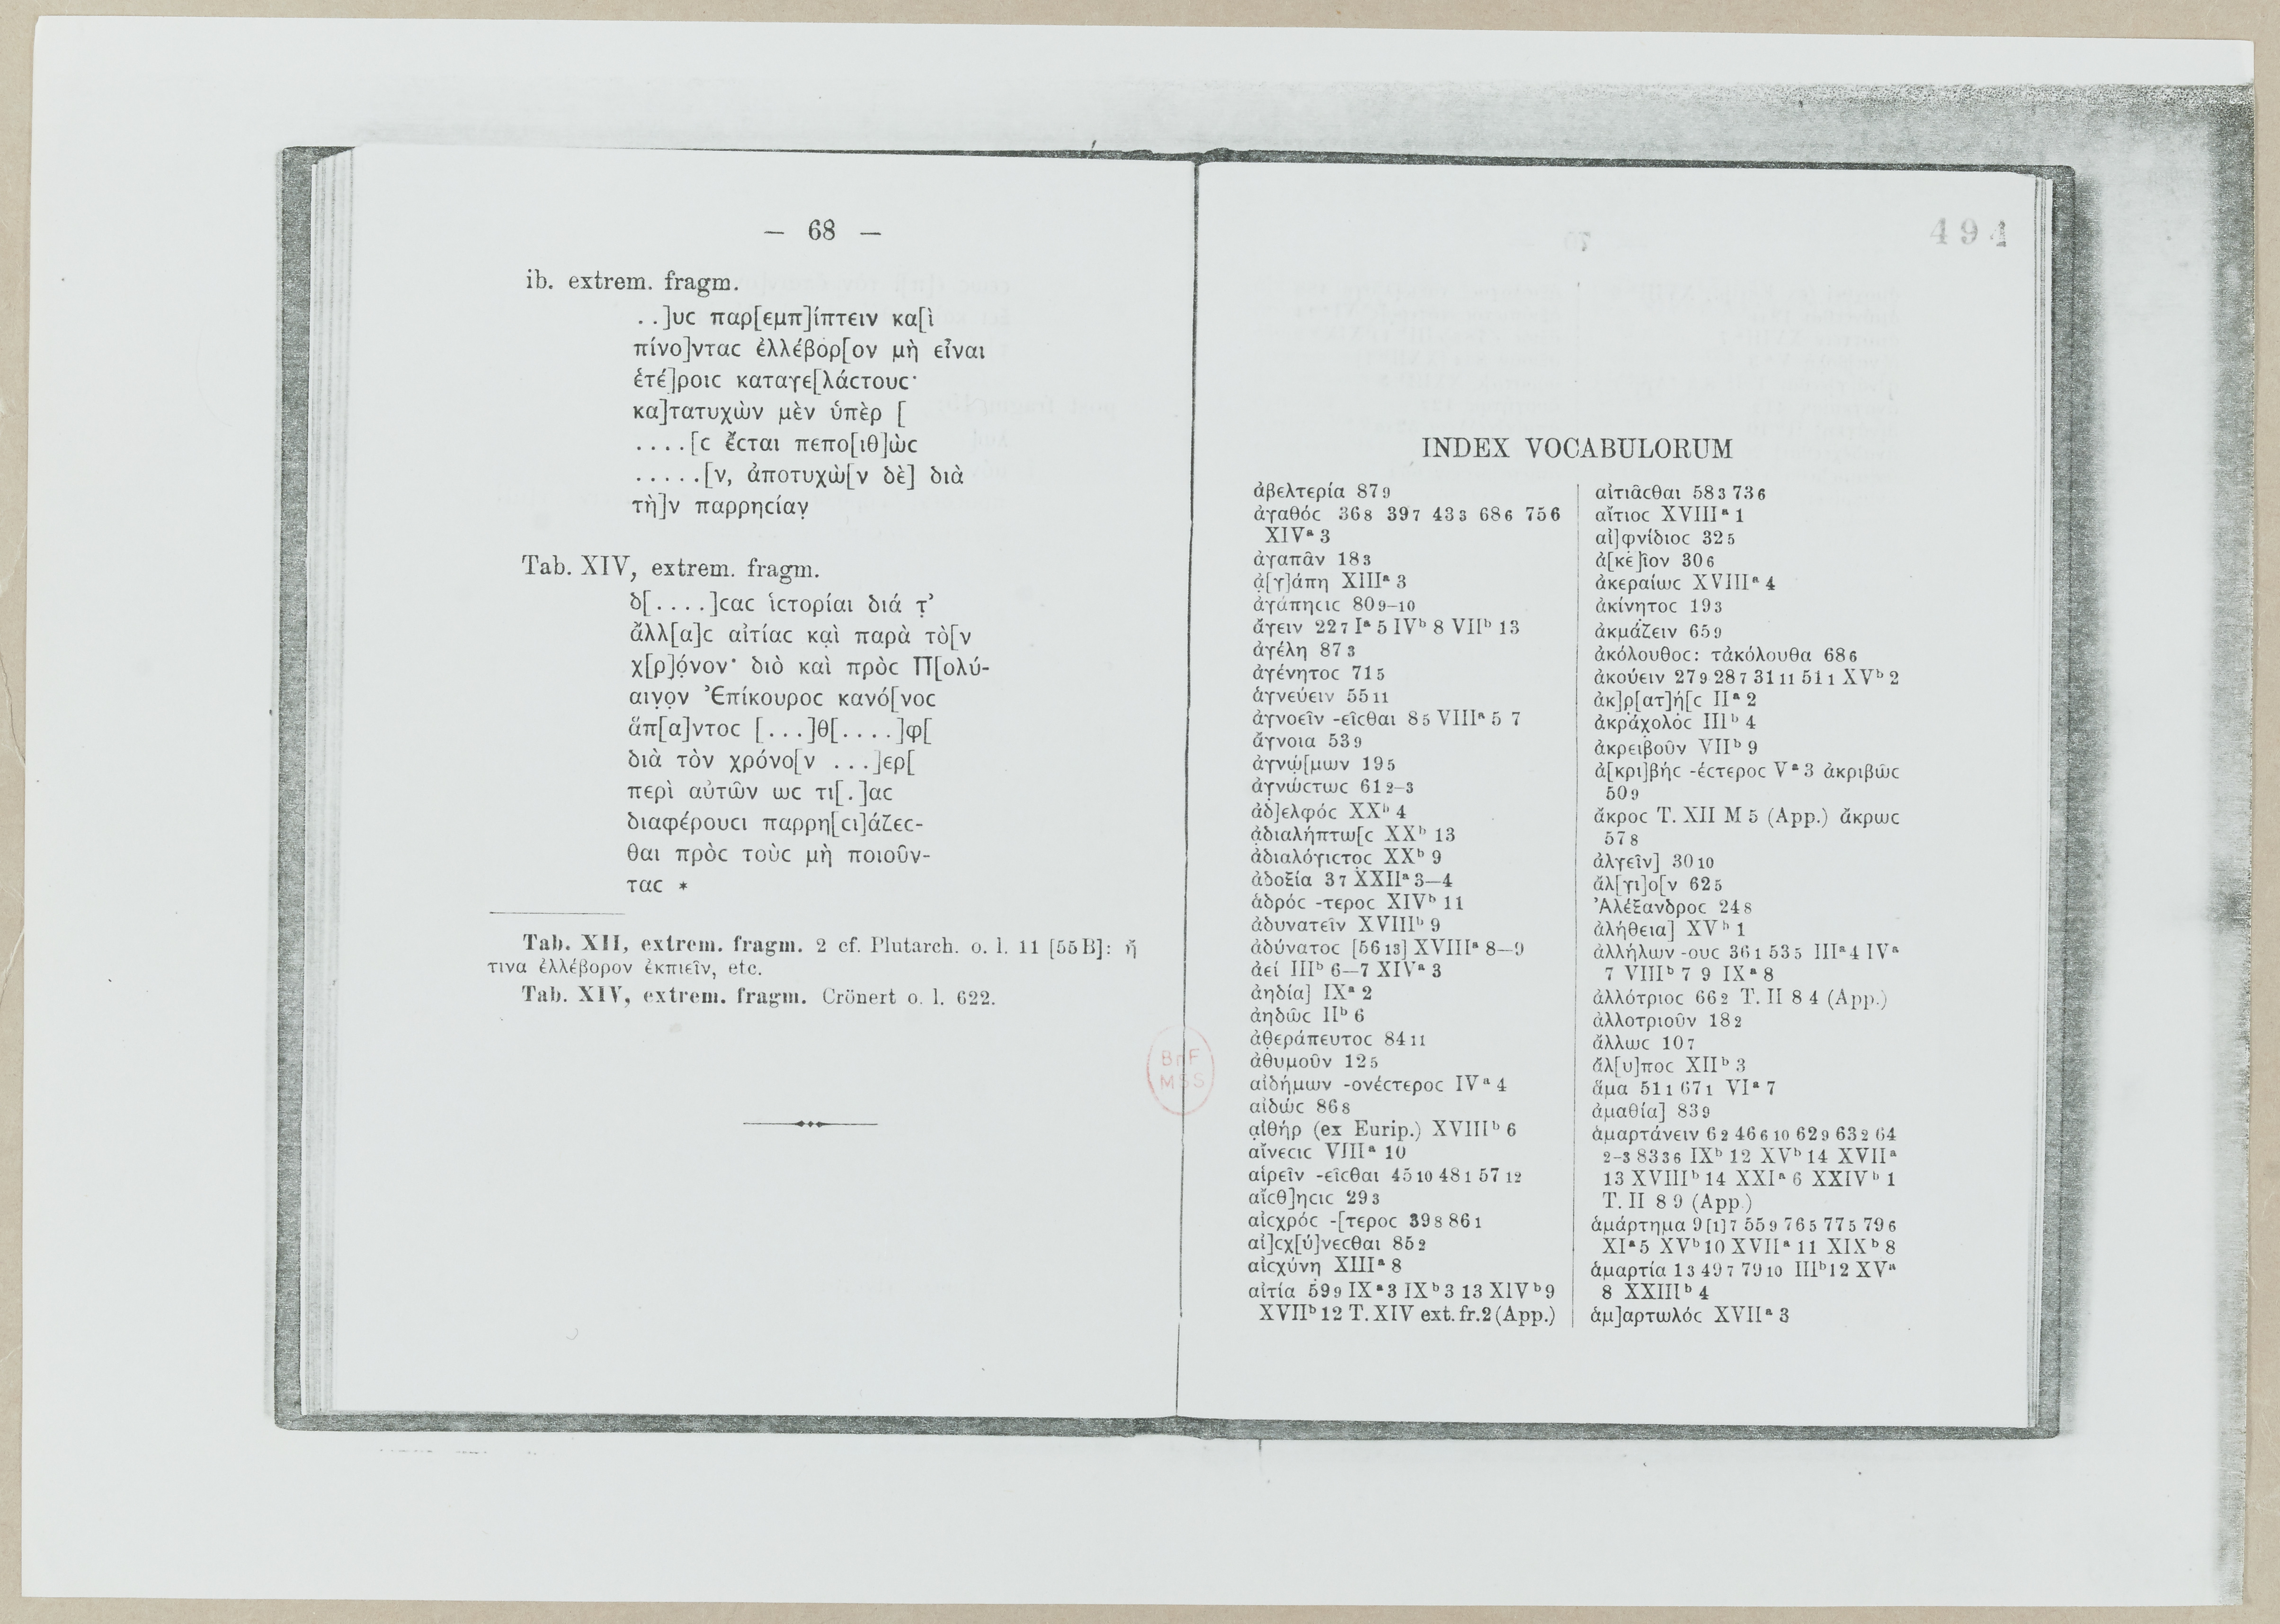 — 68 —
ib. extrem. fragm.
. .]υϲ παρ[εμπ]ίπτειν κα[ὶ
πίνο]νταϲ ἑλλέβορ[ον μὴ εἶναι
ἑτέ]ροιϲ καταγε[λάϲτουϲ·
κα]τατυχὼν μὲν ὑπὲρ [
. . . . [ϲ ἔϲται πεπο[ιθ]ὼϲ
. . . . . [ν, ἀποτυχὼ[ν δὲ] διὰ
τὴ]ν παρρηϲίαν
Tab. XIV, extrem. fragm.
δ[. . . .]ϲαϲ ἱϲτορίαι διά τ’
ἄλλ[α]ϲ αἰτίαϲ καὶ παρὰ τὸ[ν
χ[ρ]όνον· διὸ καὶ πρὸϲ Π[ολύ-
αινον Ἐπίκουροϲ κανό[νοϲ
ἅπ[α]ντοϲ [. . .]θ[. . . .]φ[
διὰ τὸν χρόνο[ν . . .]ερ[
περὶ αὐτῶν ωϲ τι[.]αϲ
διαφέρουϲι παρρη[ϲι]άζεϲ-
θαι πρὸϲ τοὺϲ μὴ ποιοῦν-
ταϲ *
Tab. XII, extrem. fragm. 2 cf. Plutarch. o. l. 11 [55 B]: ἤ
τινα ἑλλέβορον ἐκπιεῖν, etc.
Tab. XIV, extrem. fragm. Crönert o. l. 622.
BnF
MSS
494
INDEX VOCABULORUM
ἀβελτερία 87 9
ἀγαθόϲ 36 8 39 7 43 3 68 6 75 6
XIVᵃ 3
ἀγαπᾶν 18 3
ἀ[γ]άπη XIIIᵃ 3
ἀγάπηϲιϲ 80 9–10
ἄγειν 22 7 Iᵃ 5 IVᵇ 8 VIIᵇ 13
ἀγέλη 87 3
ἀγένητοϲ 71 5
ἁγνεύειν 55 11
ἀγνοεῖν -εῖϲθαι 8 5 VIIIᵃ 5 7
ἄγνοια 53 9
ἀγνώ[μων 19 5
ἀγνώϲτωϲ 61 2–3
ἀδ]ελφόϲ XXᵇ 4
ἀδιαλήπτω[ϲ XXᵇ 13
ἀδιαλόγιϲτοϲ XXᵇ 9
ἀδοξία 3 7 XXIIᵃ 3–4
ἁδρόϲ -τεροϲ XIVᵇ 11
ἀδυνατεῖν XVIIIᵇ 9
ἀδύνατοϲ [56 13] XVIIIᵃ 8–9
ἀεί IIIᵇ 6–7 XIVᵃ 3
ἀηδία] IXᵃ 2
ἀηδῶϲ IIᵇ 6
ἀθεράπευτοϲ 84 11
ἀθυμοῦν 12 5
αἰδήμων -ονέϲτεροϲ IVᵃ 4
αἰδώϲ 86 8
αἰθήρ (ex Eurip.) XVIIIᵇ 6
αἴνεϲιϲ VIIIᵃ 10
αἱρεῖν -εῖϲθαι 45 10 48 1 57 12
αἴϲθ]ηϲιϲ 29 3
αἰϲχρόϲ -[τεροϲ 39 8 86 1
αἰ]ϲχ[ύ]νεϲθαι 85 2
αἰϲχύνη XIIIᵃ 8
αἰτία 59 9 IXᵃ 3 IXᵇ 3 13 XIVᵇ 9
XVIIᵇ 12 T. XIV ext. fr. 2 (App.)
αἰτιᾶϲθαι 58 3 73 6
αἴτιοϲ XVIIIᵃ 1
αἰ]φνίδιοϲ 32 5
ἀ[κέ]ϊον 30 6
ἀκεραίωϲ XVIIIᵃ 4
ἀκίνητοϲ 19 3
ἀκμάζειν 65 9
ἀκόλουθοϲ: τἀκόλουθα 68 6
ἀκούειν 27 9 28 7 31 11 51 1 XVᵇ 2
ἀκ]ρ[ατ]ή[ϲ IIᵃ 2
ἀκράχολόϲ IIIᵇ 4
ἀκρειβοῦν VIIᵇ 9
ἀ[κρι]βήϲ -έϲτεροϲ Vᵃ 3 ἀκριβῶϲ
50 9
ἄκροϲ T. XII M 5 (App.) ἄκρωϲ
57 8
ἀλγεῖν] 30 10
ἄλ[γι]ο[ν 62 5
Ἀλέξανδροϲ 24 8
ἀλήθεια] XVᵇ 1
ἀλλήλων -ουϲ 36 1 53 5 IIIᵃ 4 IVᵃ
7 VIIIᵇ 7 9 IXᵃ 8
ἀλλότριοϲ 66 2 T. II 8 4 (App.)
ἀλλοτριοῦν 18 2
ἄλλωϲ 10 7
ἄλ[υ]ποϲ XIIᵇ 3
ἅμα 51 1 67 1 VIᵃ 7
ἀμαθία] 83 9
ἁμαρτάνειν 6 2 46 6 10 62 9 63 2 64
2–3 83 3 6 IXᵇ 12 XVᵇ 14 XVIIᵃ
13 XVIIIᵇ 14 XXIᵃ 6 XXIVᵇ 1
T. II 8 9 (App.)
ἁμάρτημα 9 [1] 7 55 9 76 5 77 5 79 6
XIᵃ 5 XVᵇ 10 XVIIᵃ 11 XIXᵇ 8
ἁμαρτία 1 3 49 7 79 10 IIIᵇ 12 XVᵃ
8 XXIIIᵇ 4
ἁμ]αρτωλόϲ XVIIᵃ 3